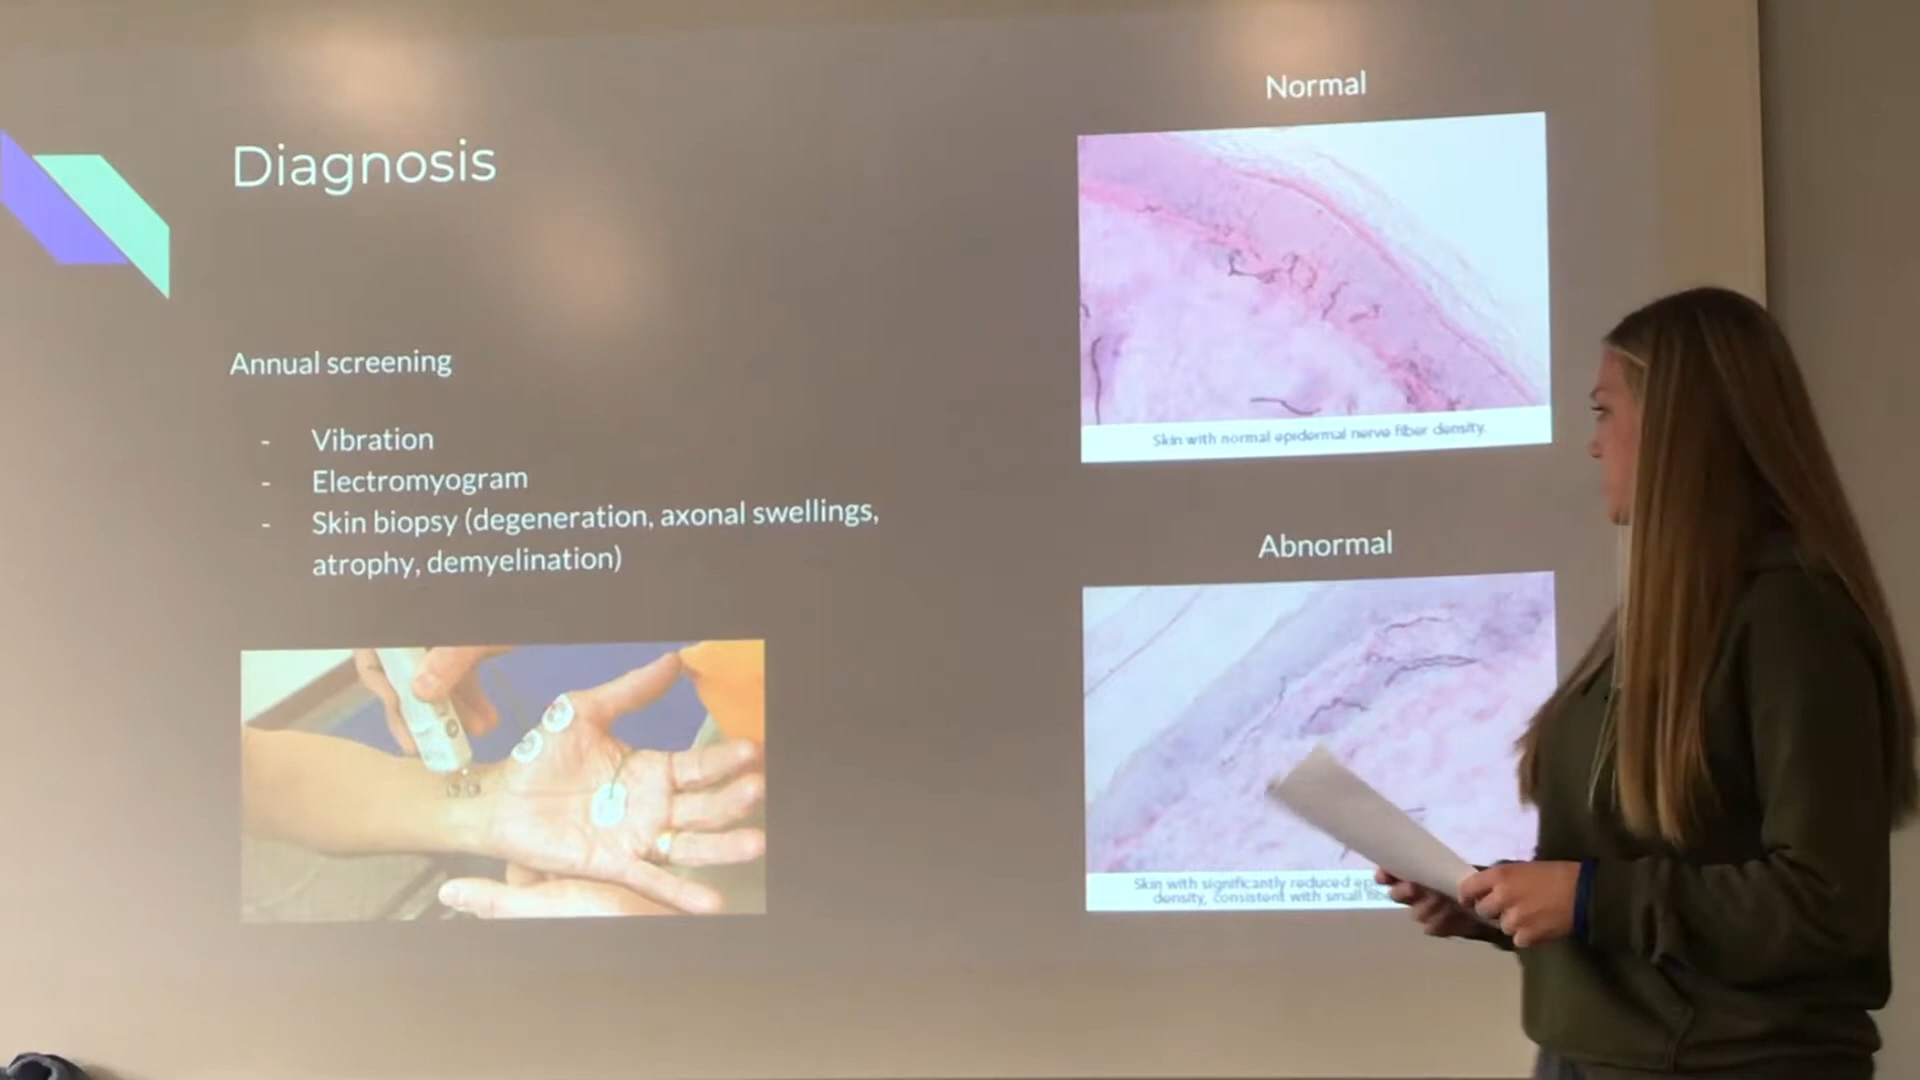 Diagnosis
Annual screening
- Vibration
- Electromyogram
- Skin biopsy (degeneration, axonal swellings,
atrophy, demyelination)
Normal
Skin with normal epidermal nerve fiber density.
Abnormal
Skin with significantly reduced
density, consistent with small